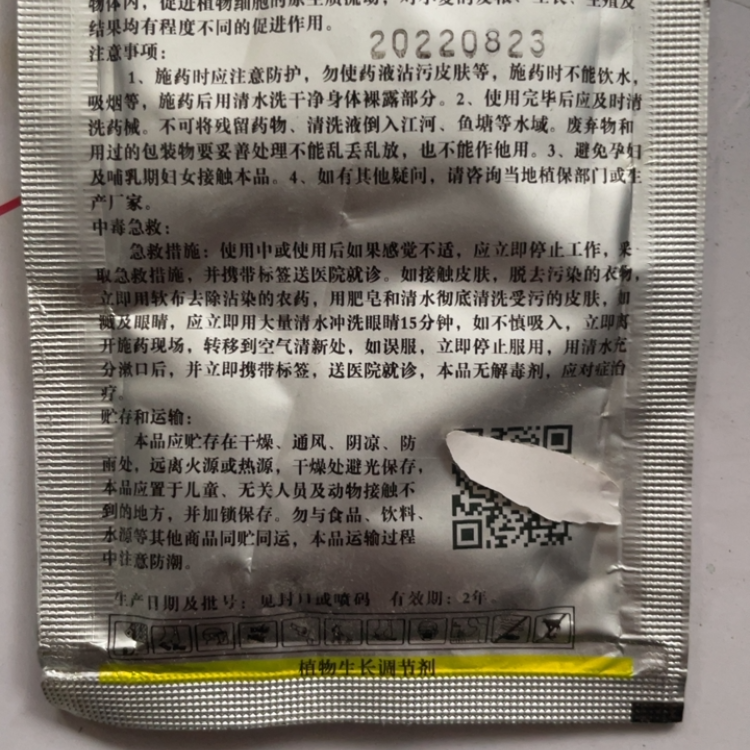 物体内，促进植物细胞的原生质流动，对水稻的发根、生长、生殖及
结果均有程度不同的促进作用。
20220823
注意事项：
1、施药时应注意防护，勿使药液沾污皮肤等，施药时不能饮水，
吸烟等，施药后用清水洗干净身体裸露部分。2、使用完毕后应及时清
洗药械。不可将残留药物、清洗液倒入江河、鱼塘等水域。废弃物和
用过的包装物要妥善处理不能乱丢乱放，也不能作他用。3、避免孕妇
及哺乳期妇女接触本品。4、如有其他疑问，请咨询当地植保部门或生
产厂家。
中毒急救：
急救措施：使用中或使用后如果感觉不适，应立即停止工作，采
取急救措施，并携带标签送医院就诊。如接触皮肤，脱去污染的衣物，
立即用软布去除沾染的农药，用肥皂和清水彻底清洗受污的皮肤，如
溅及眼睛，应立即用大量清水冲洗眼睛15分钟，如不慎吸入，立即离
开施药现场，转移到空气清新处，如误服，立即停止服用，用清水充
分漱口后，并立即携带标签，送医院就诊，本品无解毒剂，应对症治
疗。
贮存和运输：
本品应贮存在干燥、通风、阴凉、防
雨处，远离火源或热源，干燥处避光保存，
本品应置于儿童、无关人员及动物接触不
到的地方，并加锁保存。勿与食品、饮料、
水源等其他商品同贮同运，本品运输过程
中注意防潮。
生产日期及批号：见封口或喷码 有效期：2年。
植物生长调节剂